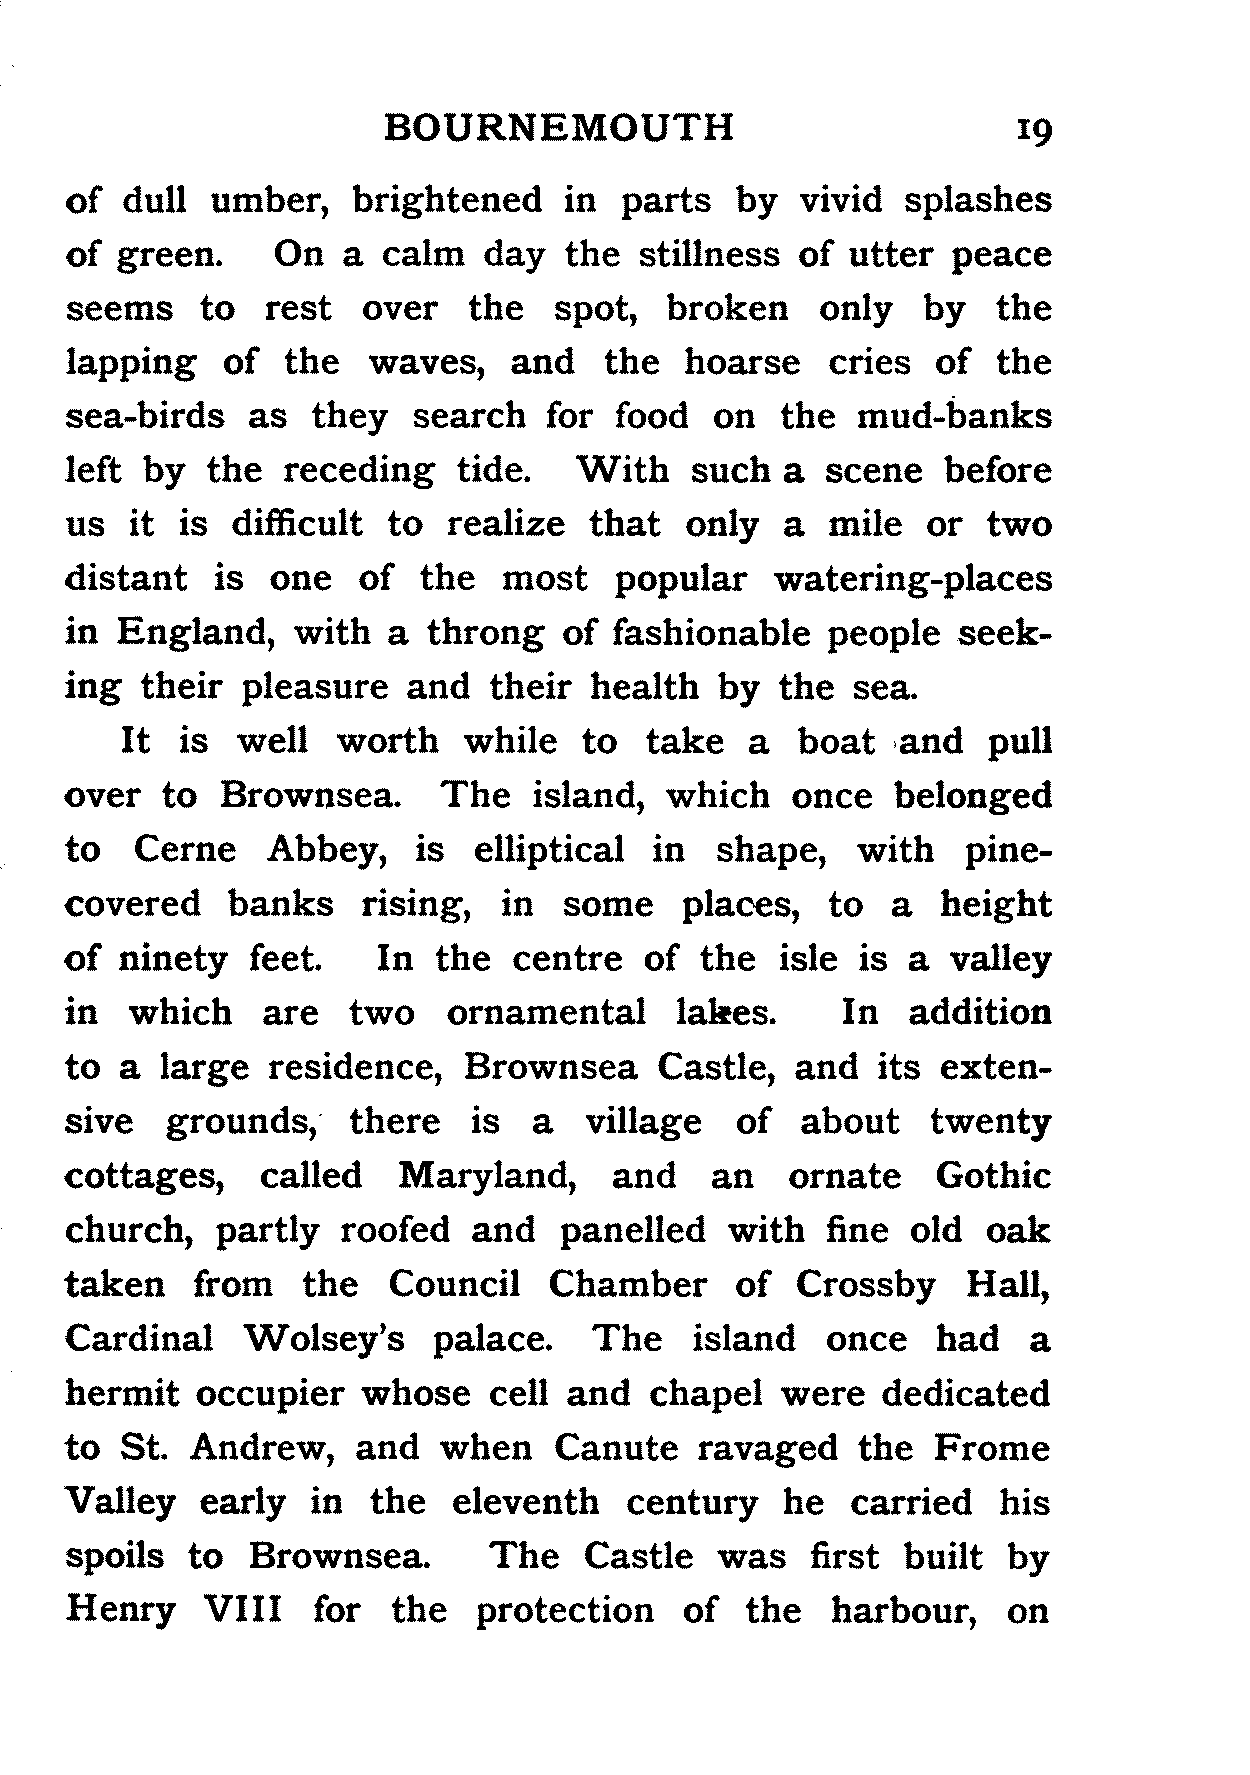 BOURNEMOUTH 19
of dull umber, brightened in parts by vivid splashes
of green. On a calm day the stillness of utter peace
seems to rest over the spot, broken only by the
lapping of the waves, and the hoarse cries of the
sea-birds as they search for food on the mud-banks
left by the receding tide. With such a scene before
us it is difficult to realize that only a mile or two
distant is one of the most popular watering-places
in England, with a throng of fashionable people seek-
ing their pleasure and their health by the sea.
It is well worth while to take a boat and pull
over to Brownsea. The island, which once belonged
to Cerne Abbey, is elliptical in shape, with pine-
covered banks rising, in some places, to a height
of ninety feet. In the centre of the isle is a valley
in which are two ornamental lakes. In addition
to a large residence, Brownsea Castle, and its exten-
sive grounds, there is a village of about twenty
cottages, called Maryland, and an ornate Gothic
church, partly roofed and panelled with fine old oak
taken from the Council Chamber of Crossby Hall,
Cardinal Wolsey's palace. The island once had a
hermit occupier whose cell and chapel were dedicated
to St. Andrew, and when Canute ravaged the Frome
Valley early in the eleventh century he carried his
spoils to Brownsea. The Castle was first built by
Henry VIII for the protection of the harbour, on